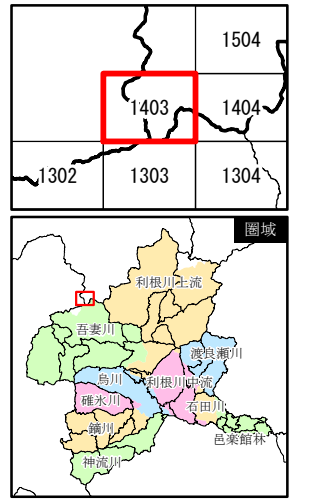 1504
1403
1404
1302
1303
1304
圏域
利根川上流
吾妻川
渡良瀬川
烏川
利根川中流
碓氷川
石田川
鏑川
邑楽館林
神流川